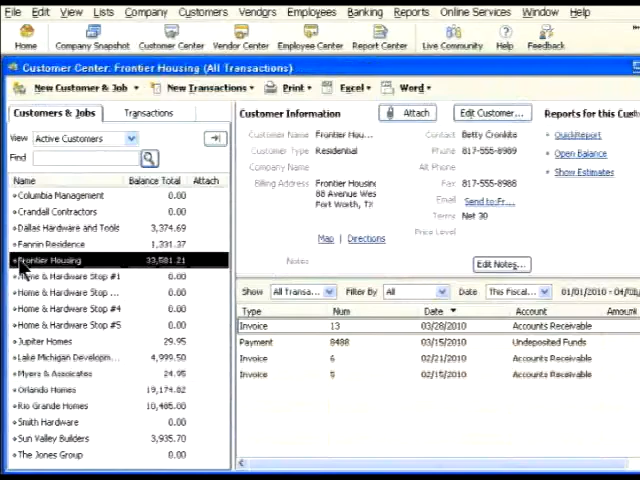 File Edit View Lists Company Customers Vendors Employees Banking Reports Online Services Window Help
Home Company Snapshot Customer Center Vendor Center Employee Center Report Center Live Community Help Feedback
Customer Center: Frontier Housing (All Transactions)
New Customer & Job New Transactions Print Excel Word
Customers & Jobs Transactions
View Active Customers
Find
Name Balance Total Attach
Columbia Management 0.00
Crandall Contractors 0.00
Dallas Hardware and Tools 3,374.69
Fannin Residence 1,331.37
Frontier Housing 33,581.21
Home & Hardware Stop #1 0.00
Home & Hardware Stop ... 0.00
Home & Hardware Stop #4 0.00
Home & Hardware Stop #5 0.00
Jupiter Homes 29.95
Lake Michigan Developm... 4,999.50
Myers & Associates 24.95
Orlando Homes 19,174.82
Rio Grande Homes 10,485.00
Smith Hardware 0.00
Sun Valley Builders 3,935.70
The Jones Group 0.00
Customer Information Attach Edit Customer... Reports for this Cust
Customer Name Frontier Hou... Contact Betty Cronkite
Customer Type Residential Phone 817-555-8989
Company Name Alt Phone
Billing Address Frontier Housing Fax 817-555-8988
88 Avenue Wes Email Send to:Fr...
Fort Worth, TX Terms Net 30
Price Level
Map | Directions
Notes Edit Notes...
QuickReport
Open Balance
Show Estimates
Show All Transa... Filter By All Date This Fiscal... 01/01/2010 - 04/08/
Type Num Date Account Amount
Invoice 13 03/28/2010 Accounts Receivable
Payment 8488 03/15/2010 Undeposited Funds
Invoice 6 02/21/2010 Accounts Receivable
Invoice 5 02/15/2010 Accounts Receivable